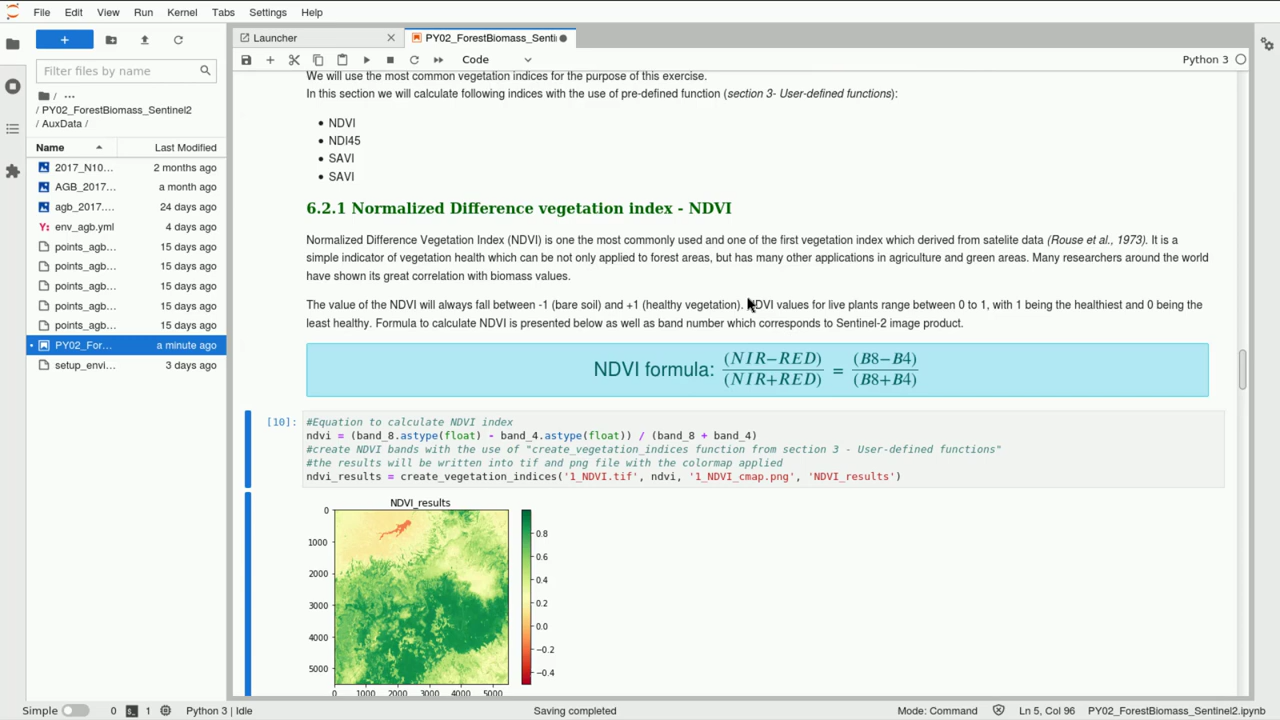 File Edit View Run Kernel Tabs Settings Help
Launcher × PY02_ForestBiomass_Senti
Filter files by name
/ ...
/ PY02_ForestBiomass_Sentinel2
/ AuxData /
Name Last Modified
2017_N10... 2 months ago
AGB_2017... a month ago
agb_2017.... 24 days ago
Y: env_agb.yml 4 days ago
points_agb... 15 days ago
points_agb... 15 days ago
points_agb... 15 days ago
points_agb... 15 days ago
points_agb... 15 days ago
PY02_For... a minute ago
setup_envi... 3 days ago
Code Python 3
We will use the most common vegetation indices for the purpose of this exercise.
In this section we will calculate following indices with the use of pre-defined function (section 3- User-defined functions):
• NDVI
• NDI45
• SAVI
• SAVI
6.2.1 Normalized Difference vegetation index - NDVI
Normalized Difference Vegetation Index (NDVI) is one the most commonly used and one of the first vegetation index which derived from satelite data (Rouse et al., 1973). It is a
simple indicator of vegetation health which can be not only applied to forest areas, but has many other applications in agriculture and green areas. Many researchers around the world
have shown its great correlation with biomass values.
The value of the NDVI will always fall between -1 (bare soil) and +1 (healthy vegetation). NDVI values for live plants range between 0 to 1, with 1 being the healthiest and 0 being the
least healthy. Formula to calculate NDVI is presented below as well as band number which corresponds to Sentinel-2 image product.
NDVI formula: (NIR−RED)/(NIR+RED) = (B8−B4)/(B8+B4)
[10]: #Equation to calculate NDVI index
ndvi = (band_8.astype(float) - band_4.astype(float)) / (band_8 + band_4)
#create NDVI bands with the use of "create_vegetation_indices function from section 3 - User-defined functions"
#the results will be written into tif and png file with the colormap applied
ndvi_results = create_vegetation_indices('1_NDVI.tif', ndvi, '1_NDVI_cmap.png', 'NDVI_results')
NDVI_results
0
1000
2000
3000
4000
5000
0 1000 2000 3000 4000 5000
0.8
0.6
0.4
0.2
0.0
−0.2
−0.4
Simple 0 1 Python 3 | Idle Saving completed Mode: Command Ln 5, Col 96 PY02_ForestBiomass_Sentinel2.ipynb